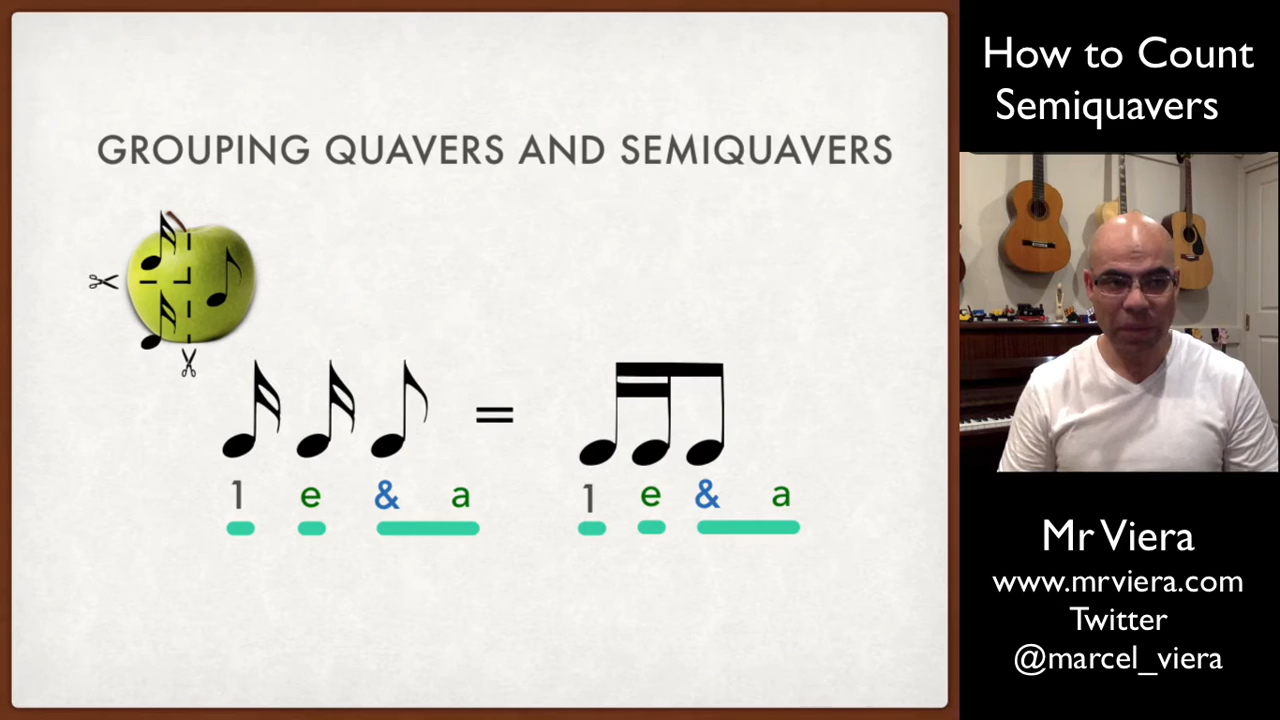 GROUPING QUAVERS AND SEMIQUAVERS
=
1 e & a 1 e & a
How to Count
Semiquavers
Mr Viera
www.mrviera.com
Twitter
@marcel_viera